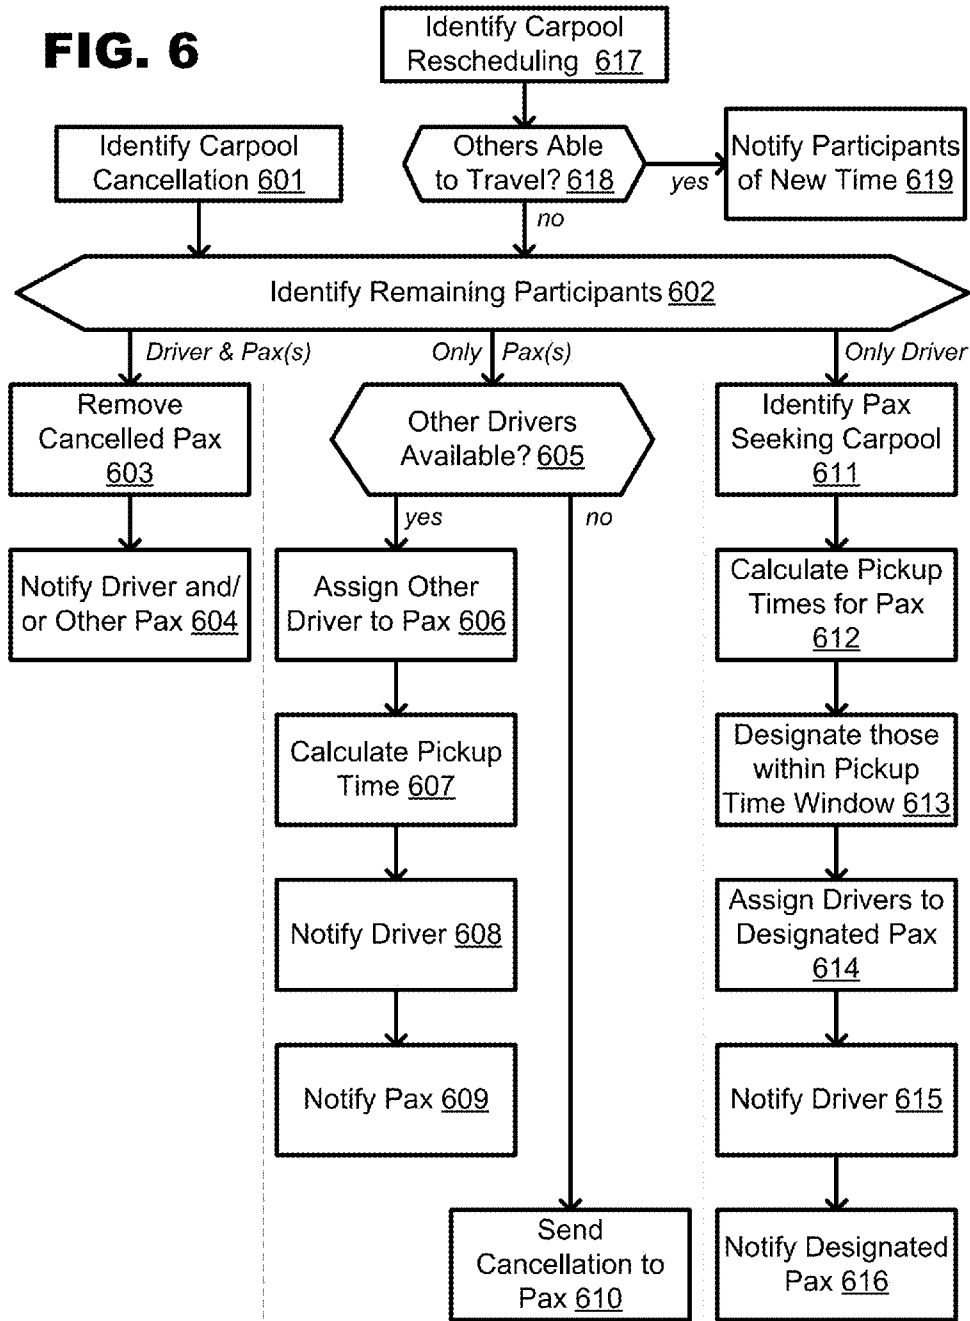 FIG. 6
Identify Carpool
Rescheduling 617
Identify Carpool
Cancellation 601
Others Able
to Travel? 618
yes
Notify Participants
of New Time 619
no
Identify Remaining Participants 602
Driver & Pax(s)
Only Pax(s)
Only Driver
Remove
Cancelled Pax
603
Notify Driver and/
or Other Pax 604
Other Drivers
Available? 605
yes
no
Assign Other
Driver to Pax 606
Calculate Pickup
Time 607
Notify Driver 608
Notify Pax 609
Send
Cancellation to
Pax 610
Identify Pax
Seeking Carpool
611
Calculate Pickup
Times for Pax
612
Designate those
within Pickup
Time Window 613
Assign Drivers to
Designated Pax
614
Notify Driver 615
Notify Designated
Pax 616